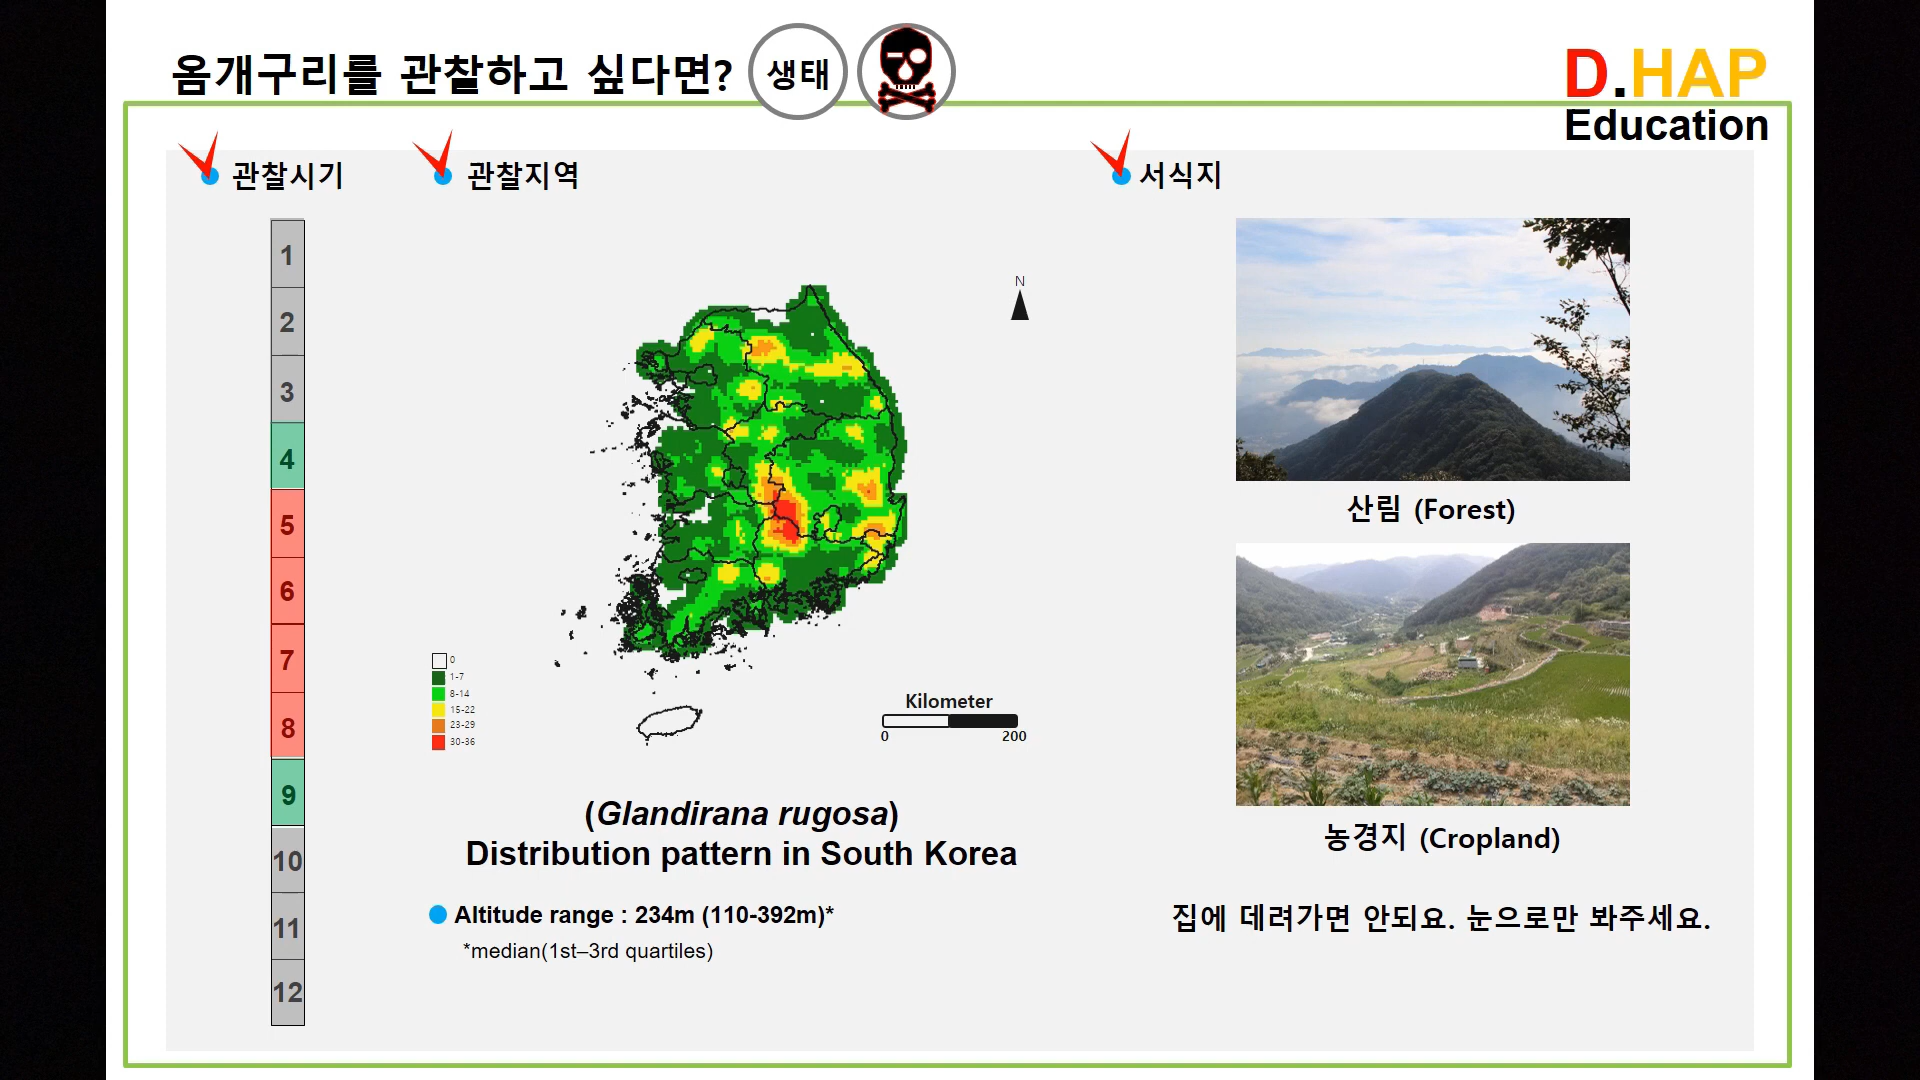 옴개구리를 관찰하고 싶다면?
생태
D.HAP
Education
관찰시기
관찰지역
서식지
1
2
3
4
5
6
7
8
9
10
11
12
N
0
1-7
8-14
15-22
23-29
30-36
Kilometer
0 200
(Glandirana rugosa)
Distribution pattern in South Korea
Altitude range : 234m (110-392m)*
*median(1st–3rd quartiles)
산림 (Forest)
농경지 (Cropland)
집에 데려가면 안되요. 눈으로만 봐주세요.